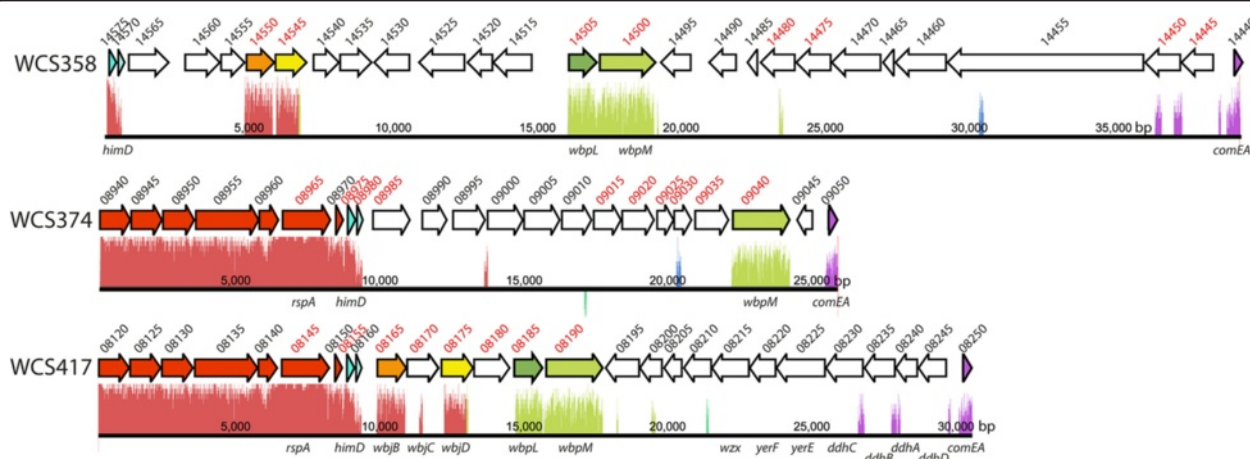 14575 14570 14565 14560 14555 14550 14545 14540 14535 14530 14525 14520 14515 14505 14500 14495 14490 14485 14480 14475 14470 14465 14460 14455 14450 14445
WCS358
5,000 10,000 15,000 20,000 25,000 30,000 35,000 bp
himD wbpL wbpM comEA
08940 08945 08950 08955 08960 08965 08970 08975 08980 08985 08990 08995 09000 09005 09010 09015 09020 09025 09030 09035 09040 09045 09050
WCS374
5,000 10,000 15,000 20,000 25,000 bp
rspA himD wbpM comEA
08120 08125 08130 08135 08140 08145 08150 08155 08160 08165 08170 08175 08180 08185 08190 08195 08200 08205 08210 08215 08220 08225 08230 08235 08240 08245 08250
WCS417
5,000 10,000 15,000 20,000 25,000 30,000 bp
rspA himD wbjB wbjC wbjD wbpL wbpM wzx yerF yerE ddhC ddhA comEA
ddhB ddhD